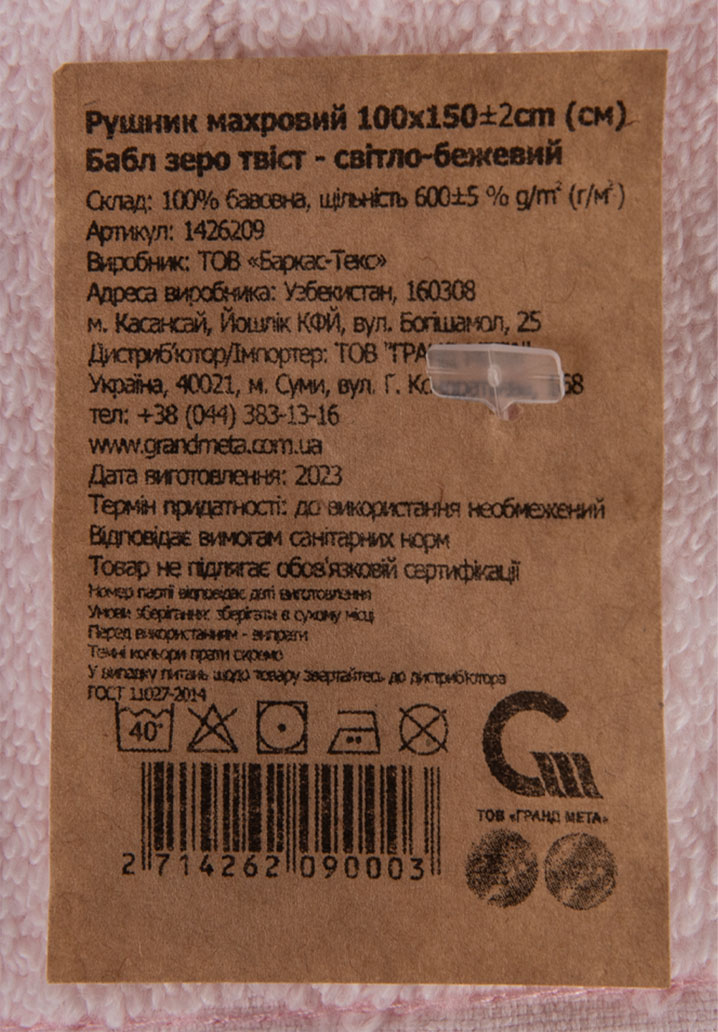 Рушник махровий 100х150±2cm (см)
Бабл зеро твіст - світло-бежевий
Склад: 100% бавовна, щільність 600±5 % g/m² (г/м²)
Артикул: 1426209
Виробник: ТОВ «Баркас-Текс»
Адреса виробника: Узбекистан, 160308
м. Касансай, Йошлік КФЙ, вул. Богішамол, 25
Дистриб'ютор/Імпортер: ТОВ
Україна, 40021, м. Суми, вул. Г.
тел: +38 (044) 383-13-16
www.grandmeta.com.ua
Дата виготовлення: 2023
Термін придатності: до використання необмежений
Відповідає вимогам санітарних норм
Товар не підлягає обов'язковій сертифікації
Номер партії відповідає даті виготовлення
Умови зберігання: зберігати в сухому місці
Перед використанням - випрати
Темні кольори прати окремо
У випадку питань щодо товару звертайтесь до дистриб'ютора
ГОСТ 11027-2014
40°
ТОВ «ГРАНД МЕТА»
2 714262 090003